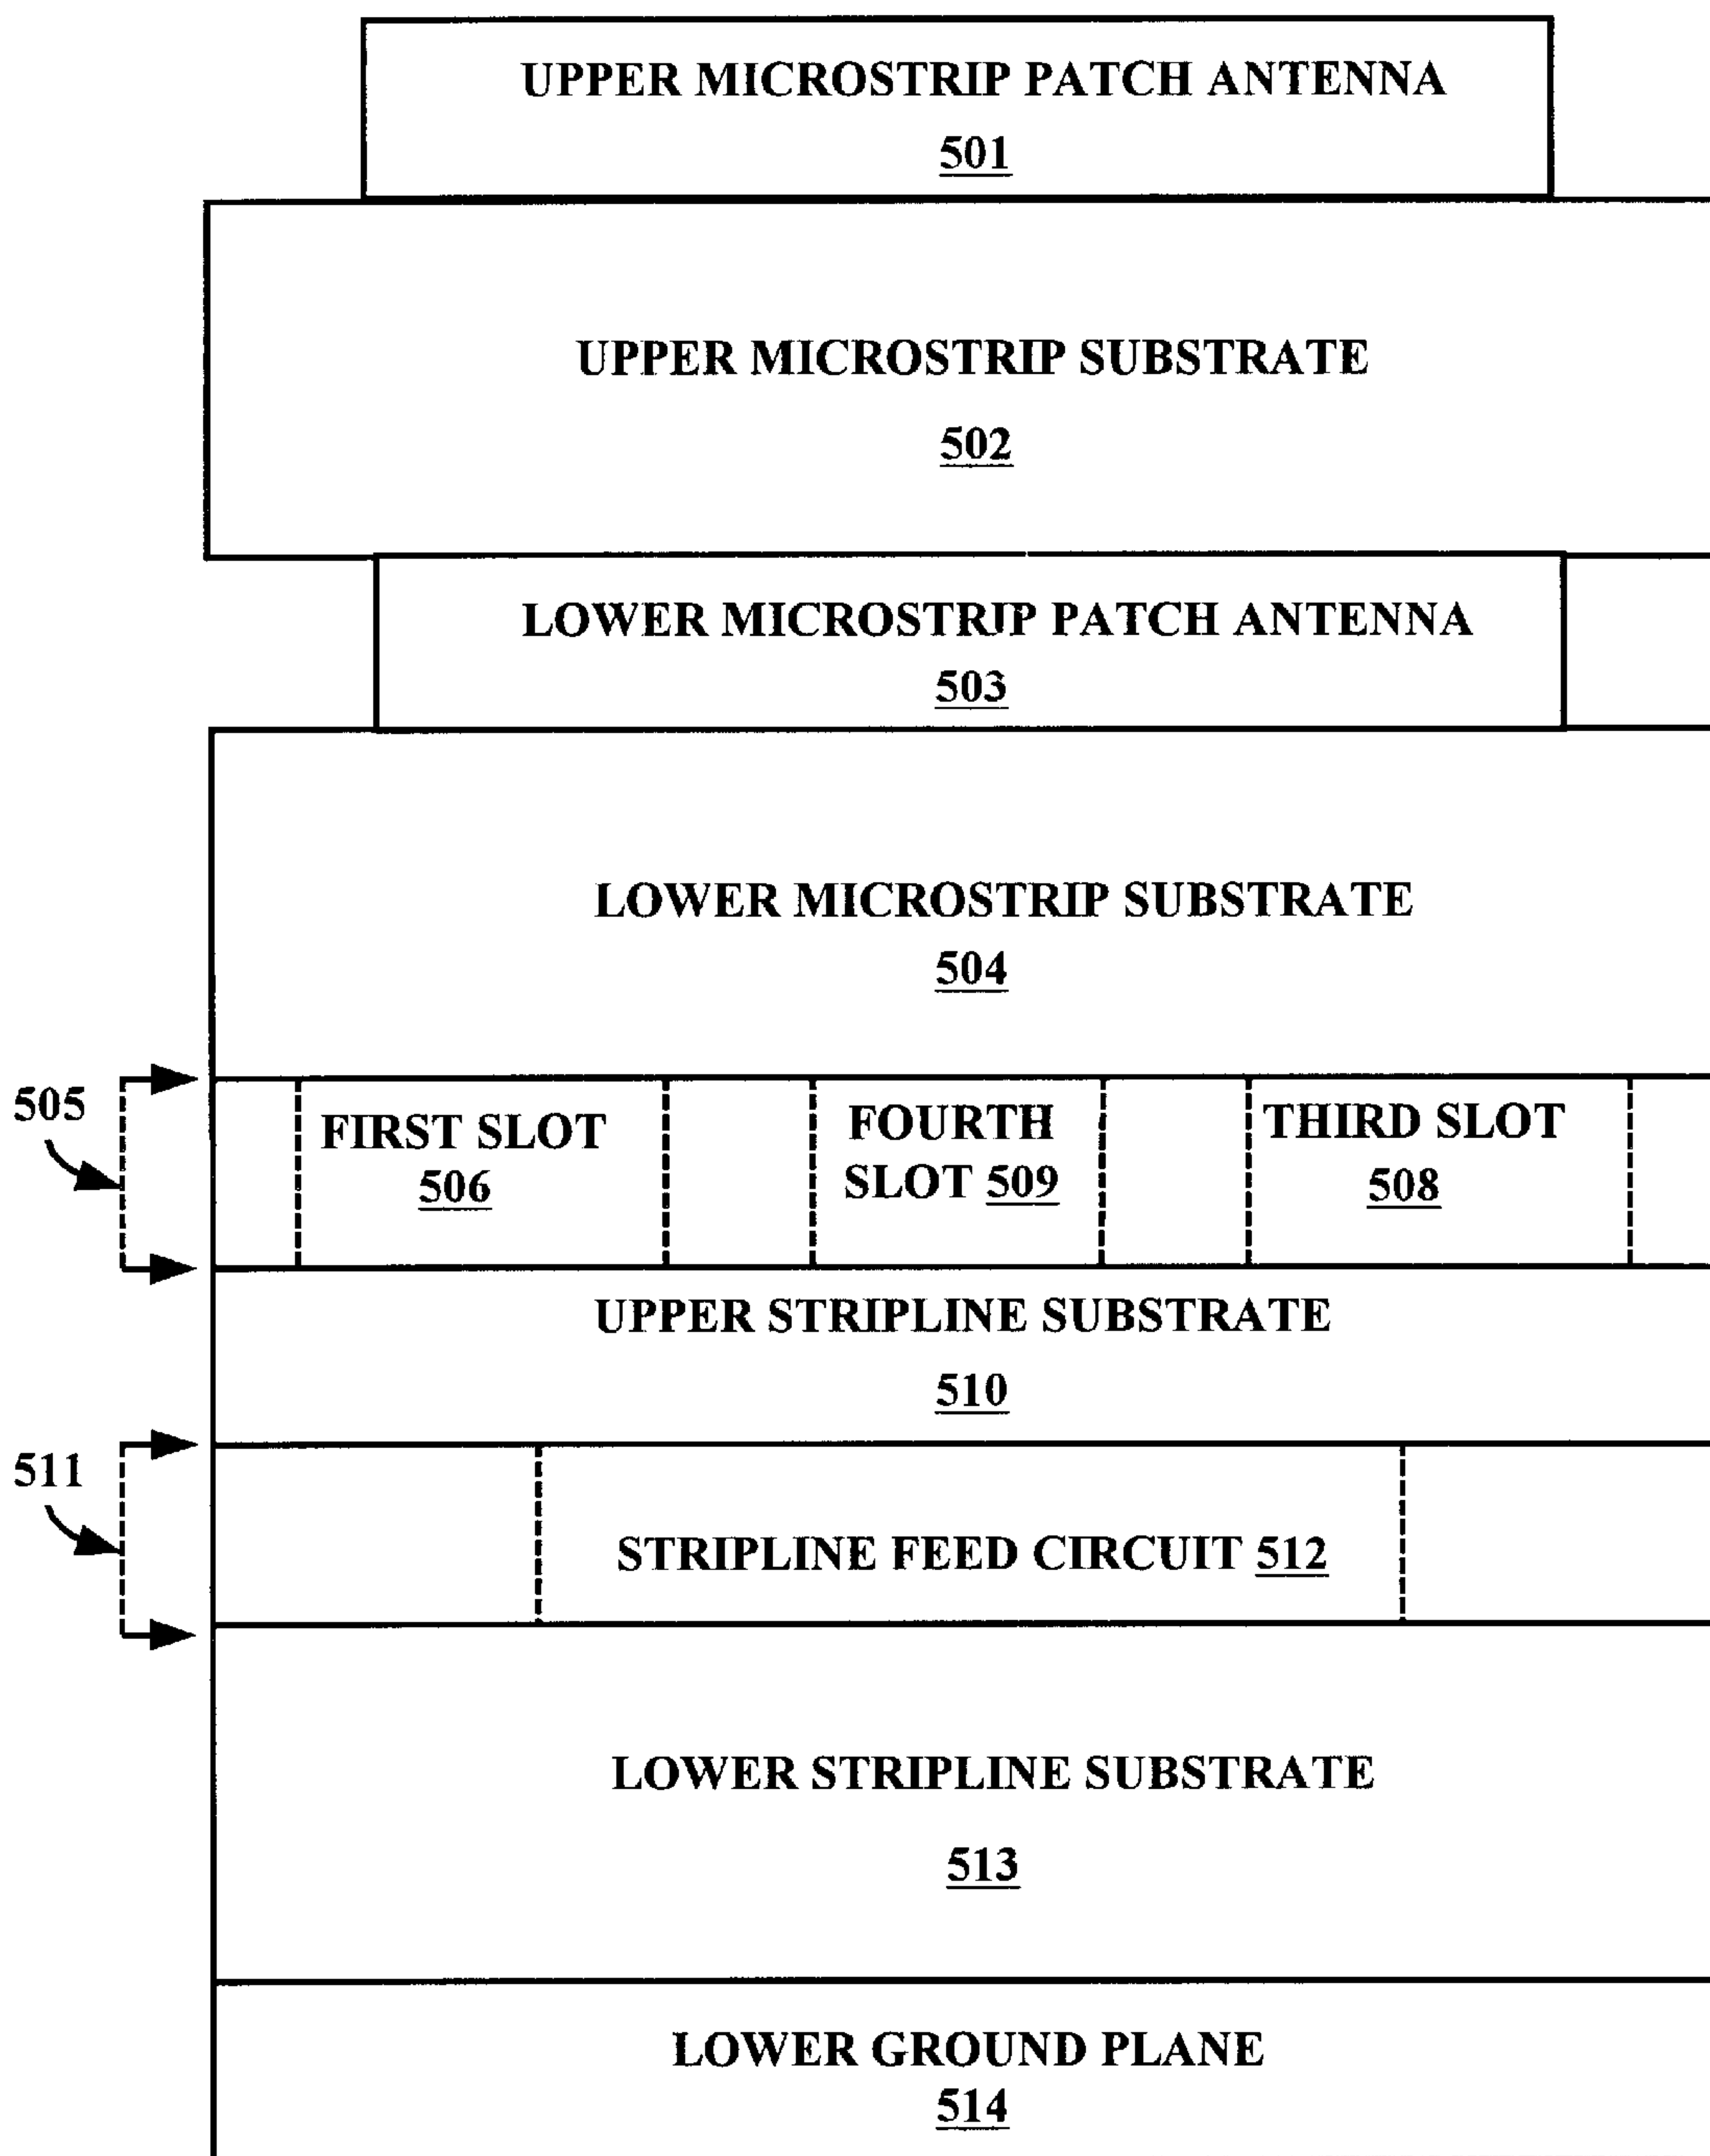 UPPER MICROSTRIP PATCH ANTENNA
501
UPPER MICROSTRIP SUBSTRATE
502
LOWER MICROSTRIP PATCH ANTENNA
503
LOWER MICROSTRIP SUBSTRATE
504
505
FIRST SLOT
506
FOURTH
SLOT 509
THIRD SLOT
508
UPPER STRIPLINE SUBSTRATE
510
511
STRIPLINE FEED CIRCUIT 512
LOWER STRIPLINE SUBSTRATE
513
LOWER GROUND PLANE
514